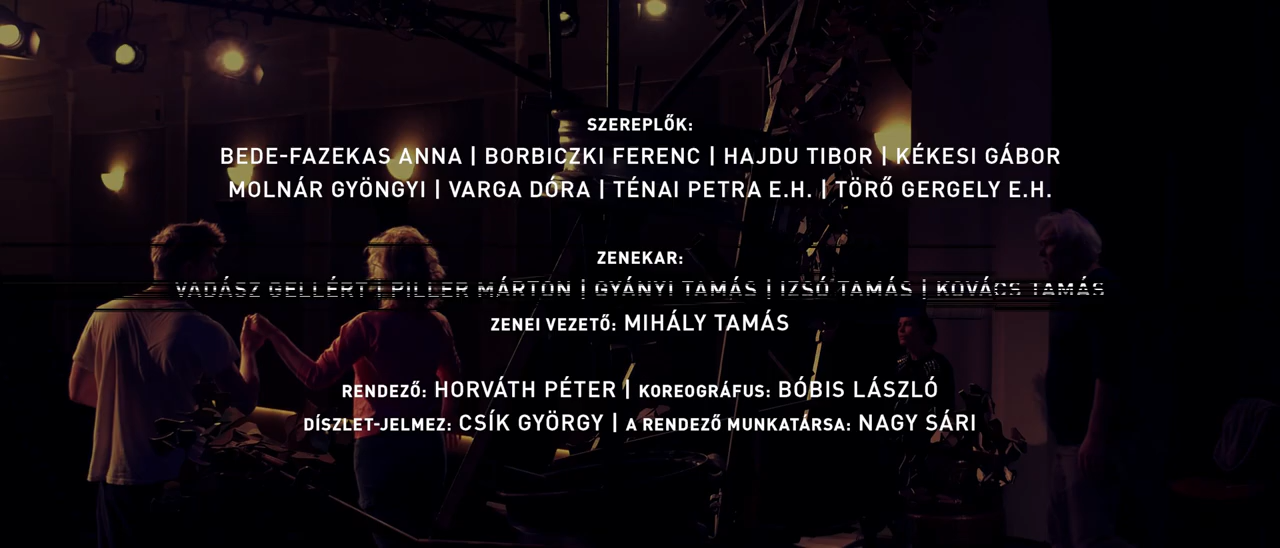 SZEREPLŐK:
BEDE-FAZEKAS ANNA | BORBICZKI FERENC | HAJDU TIBOR | KÉKESI GÁBOR
MOLNÁR GYÖNGYI | VARGA DÓRA | TÉNAI PETRA E.H. | TÖRŐ GERGELY E.H.
ZENEKAR:
VADÁSZ GELLÉRT | PILLER MÁRTON | GYÁNYI TAMÁS | IZSÓ TAMÁS | KOVÁCS TAMÁS
ZENEI VEZETŐ: MIHÁLY TAMÁS
RENDEZŐ: HORVÁTH PÉTER | KOREOGRÁFUS: BÓBIS LÁSZLÓ
DÍSZLET-JELMEZ: CSÍK GYÖRGY | A RENDEZŐ MUNKATÁRSA: NAGY SÁRI